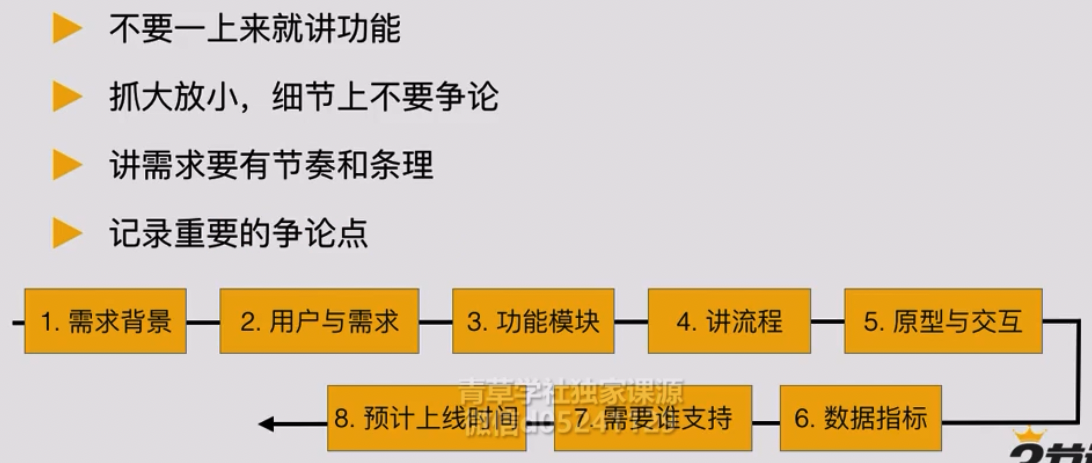 不要一上来就讲功能
抓大放小，细节上不要争论
讲需求要有节奏和条理
记录重要的争论点
1. 需求背景
2. 用户与需求
3. 功能模块
4. 讲流程
5. 原型与交互
6. 数据指标
7. 需要谁支持
8. 预计上线时间
青草学社独家课源